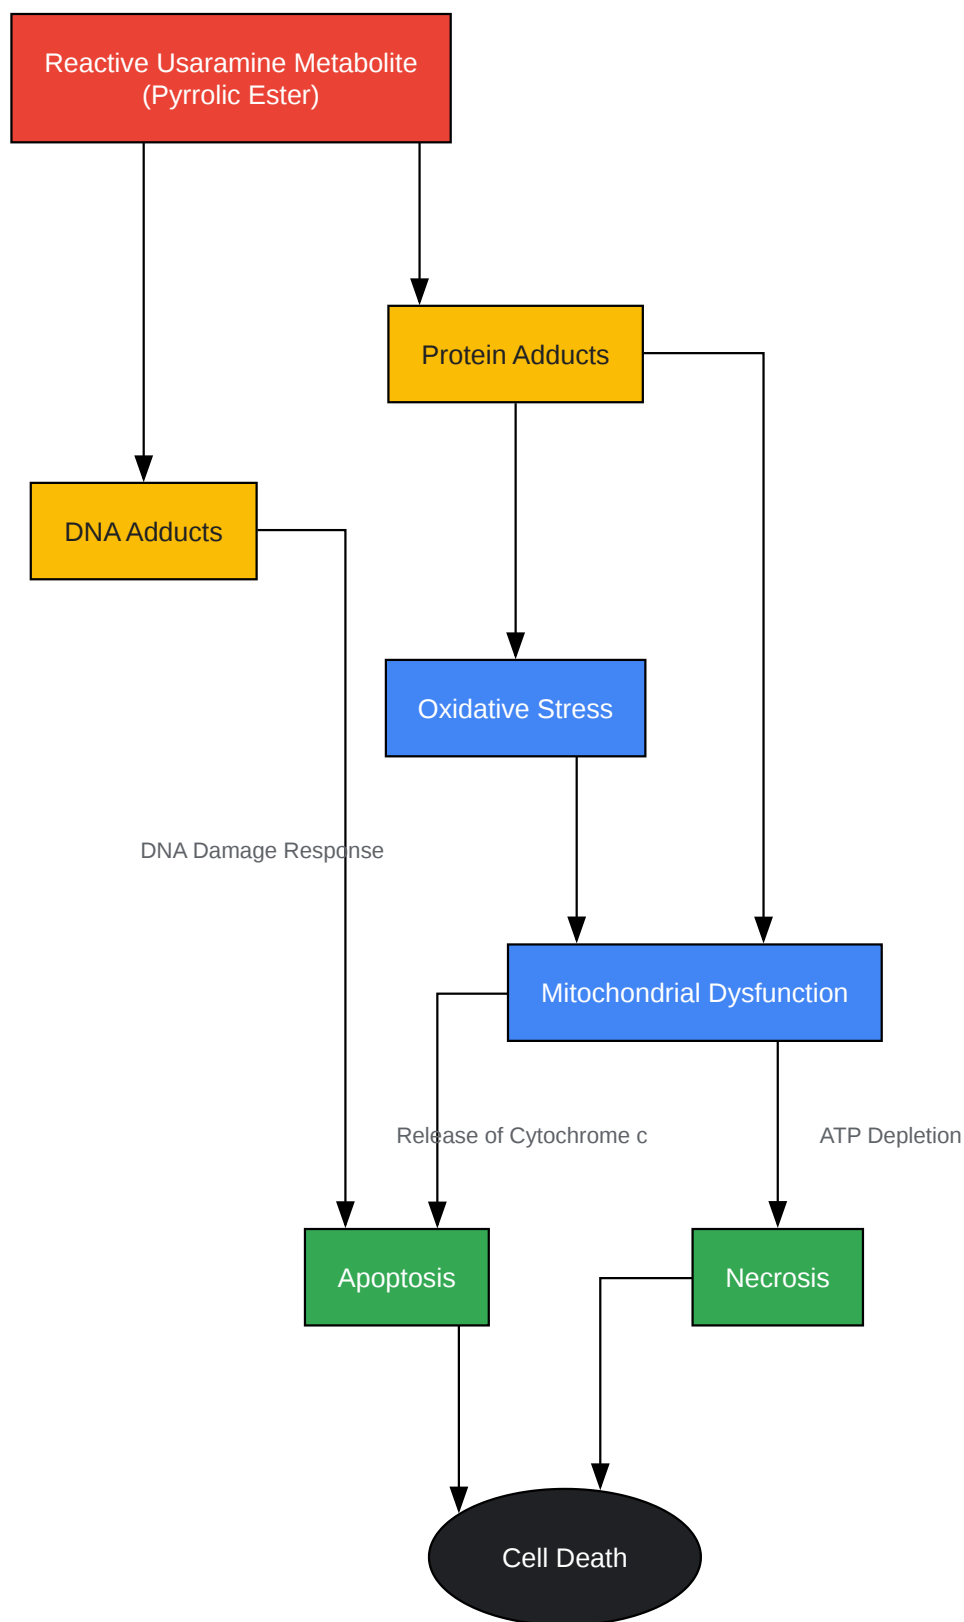 Reactive Usaramine Metabolite
(Pyrrolic Ester)
Protein Adducts
DNA Adducts
Oxidative Stress
DNA Damage Response
Mitochondrial Dysfunction
Release of Cytochrome c
ATP Depletion
Apoptosis
Necrosis
Cell Death